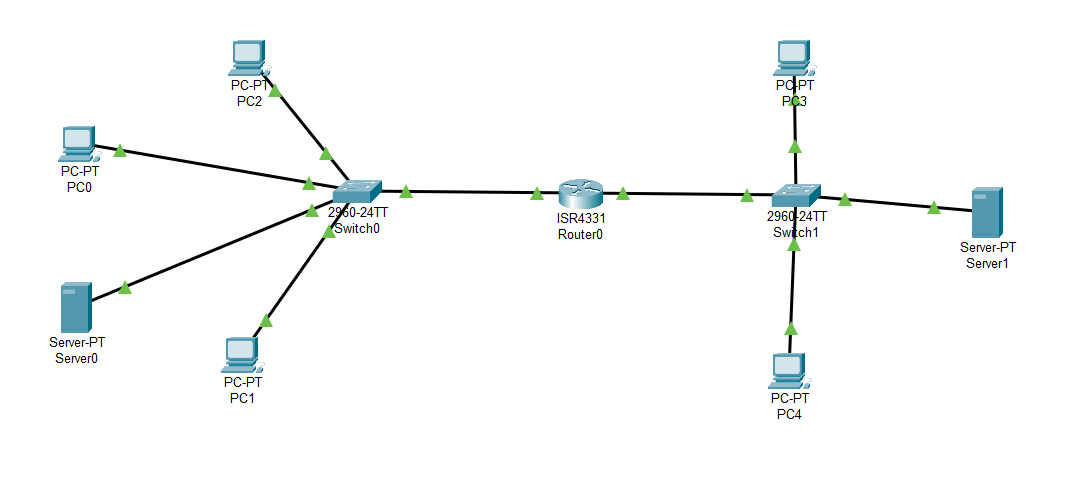 PC-PT
PC2
PC-PT
PC3
PC-PT
PC0
2960-24TT
Switch0
ISR4331
Router0
2960-24TT
Switch1
Server-PT
Server1
Server-PT
Server0
PC-PT
PC1
PC-PT
PC4